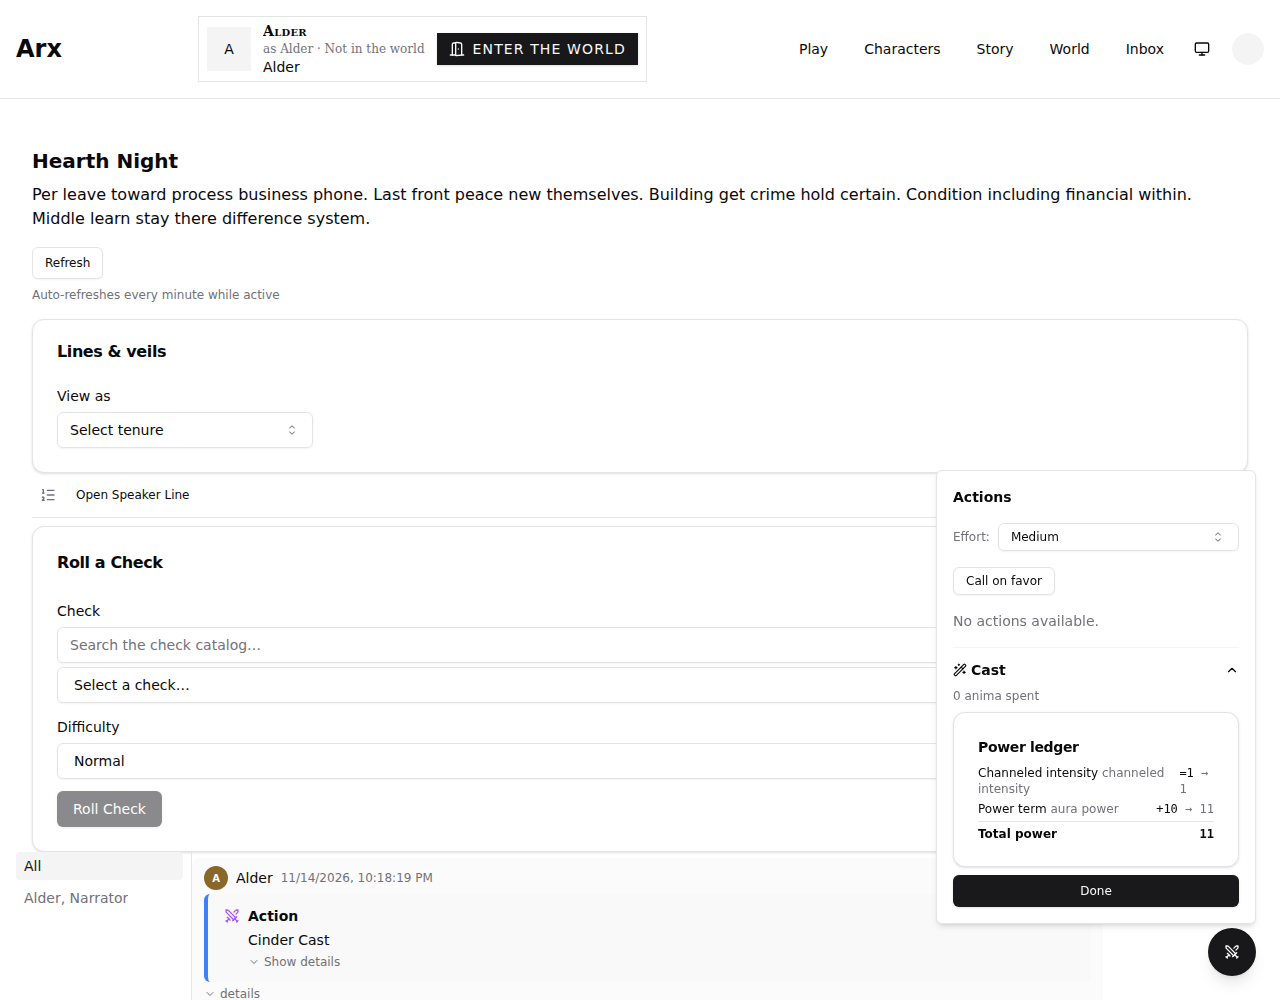 Arx
A
Alder
as Alder · Not in the world
Alder
ENTER THE WORLD
Play
Characters
Story
World
Inbox
Hearth Night
Per leave toward process business phone. Last front peace new themselves. Building get crime hold certain. Condition including financial within.
Middle learn stay there difference system.
Refresh
Auto-refreshes every minute while active
Lines & veils
View as
Select tenure
Open Speaker Line
Roll a Check
Check
Search the check catalog...
Select a check...
Difficulty
Normal
Roll Check
All
Alder, Narrator
A
Alder 11/14/2026, 10:18:19 PM
Action
Cinder Cast
Show details
details
Actions
Effort:
Medium
Call on favor
No actions available.
Cast
0 anima spent
Power ledger
Channeled intensity channeled =1 →
intensity 1
Power term aura power +10 → 11
Total power 11
Done